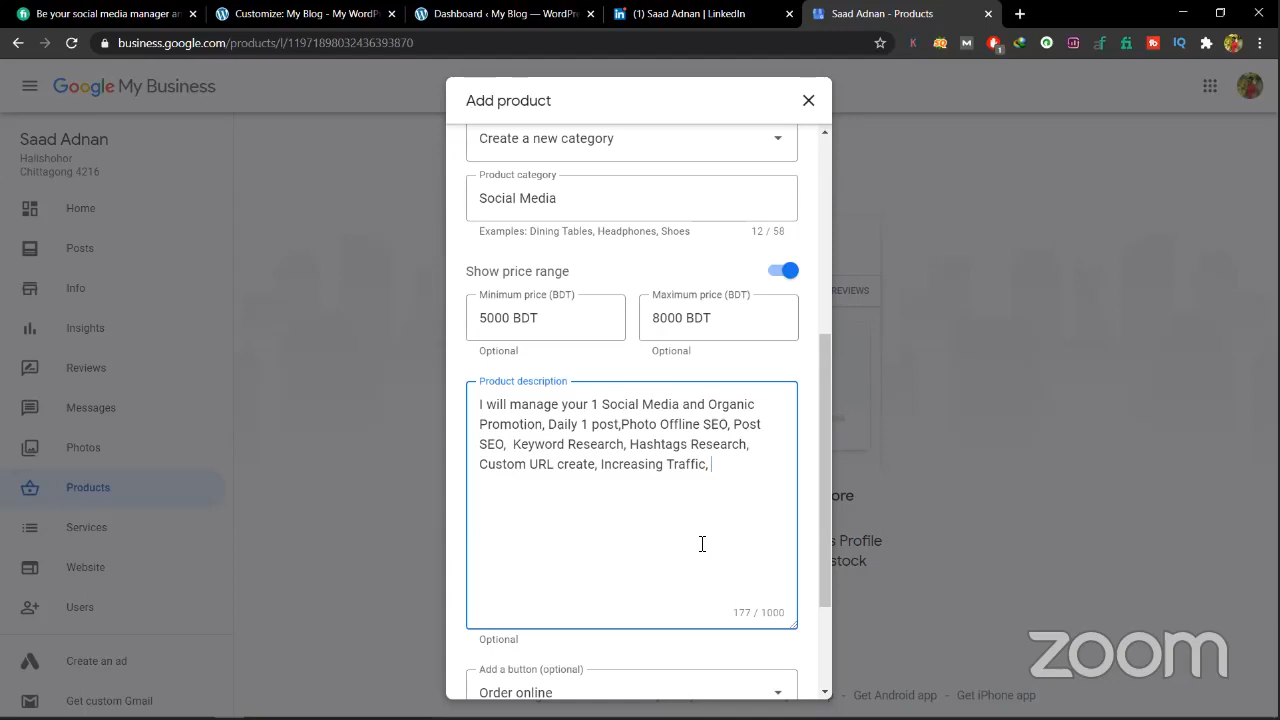 Be your social media manager an
Customize: My Blog - My WordP
Dashboard ‹ My Blog — WordPre
(1) Saad Adnan | LinkedIn
Saad Adnan - Products
business.google.com/products/l/11971898032436393870
Google My Business
Saad Adnan
Halishohor
Chittagong 4216
Home
Posts
Info
Insights
Reviews
Messages
Photos
Products
Services
Website
Users
Create an ad
Get custom Gmail
Add product
Create a new category
Product category
Social Media
Examples: Dining Tables, Headphones, Shoes
12 / 58
Show price range
Minimum price (BDT)
5000 BDT
Optional
Maximum price (BDT)
8000 BDT
Optional
Product description
I will manage your 1 Social Media and Organic
Promotion, Daily 1 post,Photo Offline SEO, Post
SEO,  Keyword Research, Hashtags Research,
Custom URL create, Increasing Traffic,
177 / 1000
Optional
Add a button (optional)
Order online
REVIEWS
ore
s Profile
stock
Get Android app - Get iPhone app
zoom